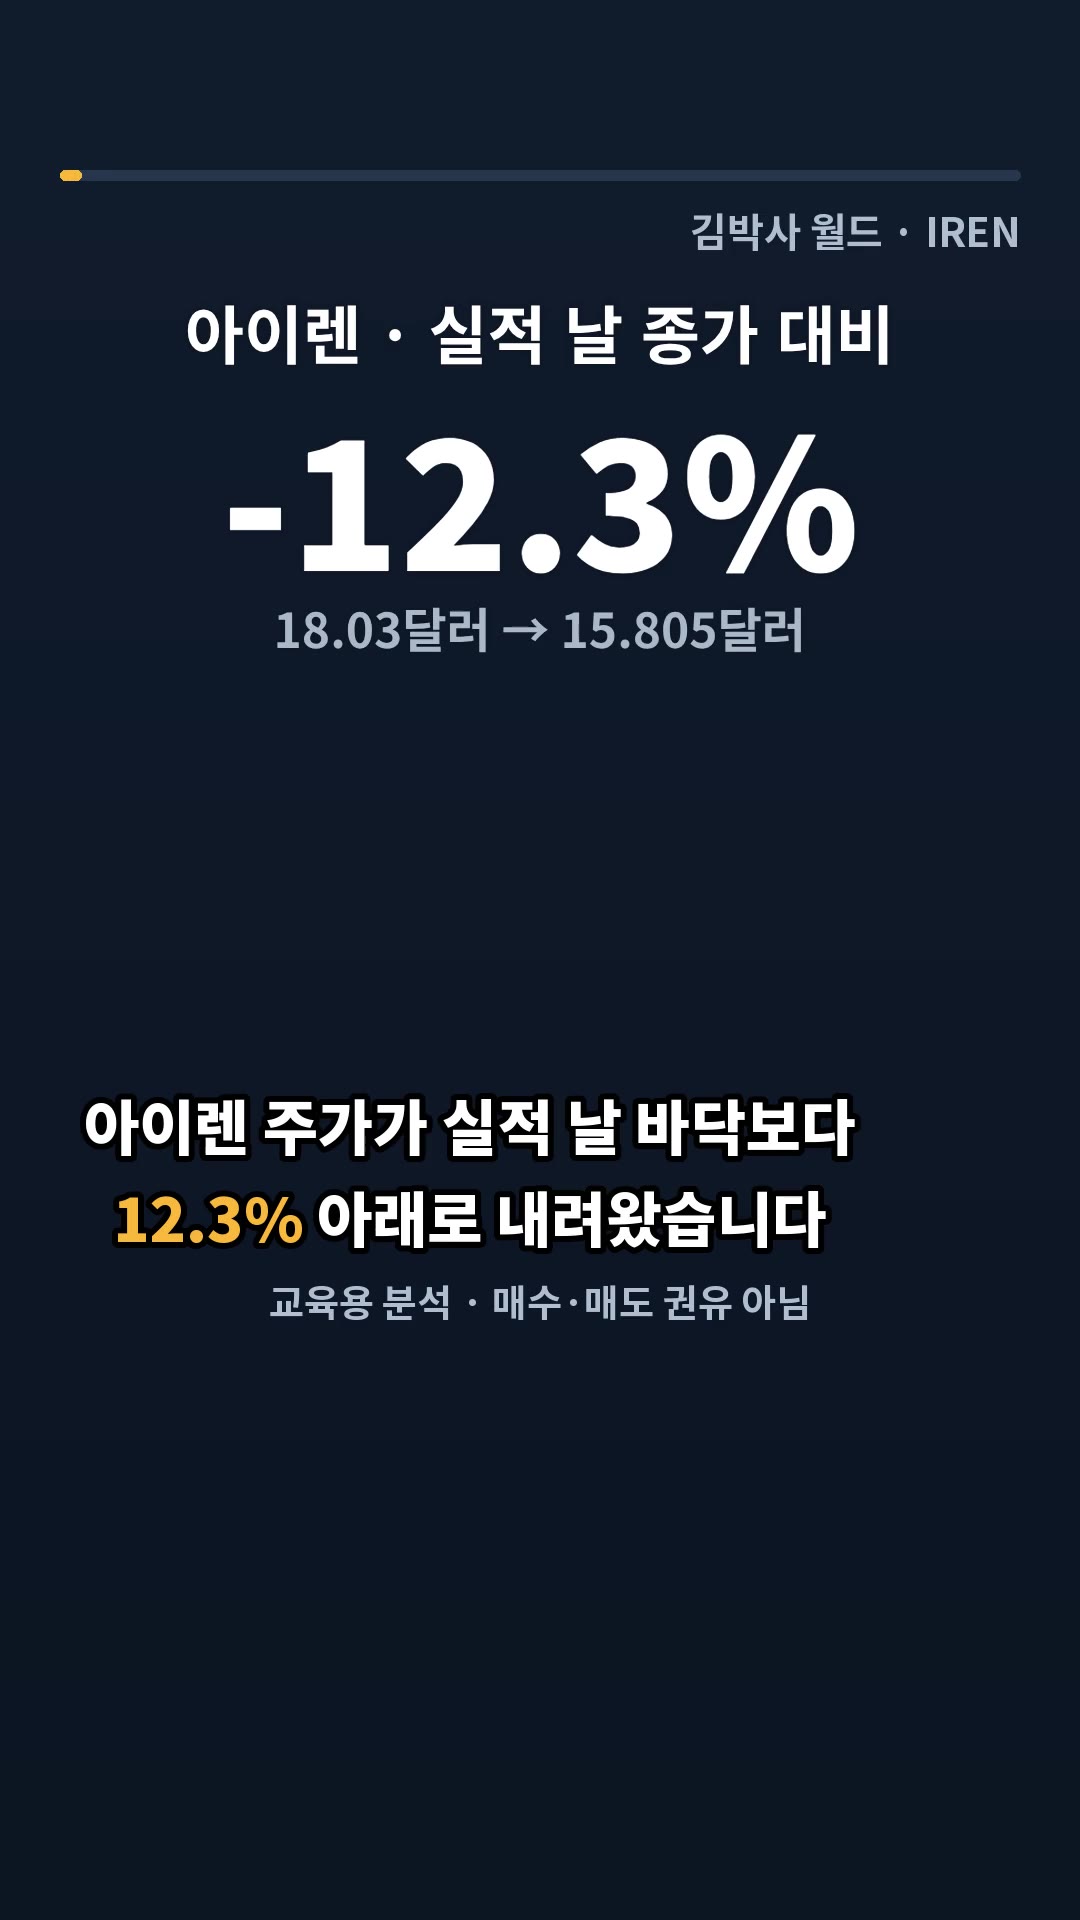 김박사 월드 · IREN
아이렌 · 실적 날 종가 대비
-12.3%
18.03달러 → 15.805달러
아이렌 주가가 실적 날 바닥보다
12.3% 아래로 내려왔습니다
교육용 분석 · 매수·매도 권유 아님